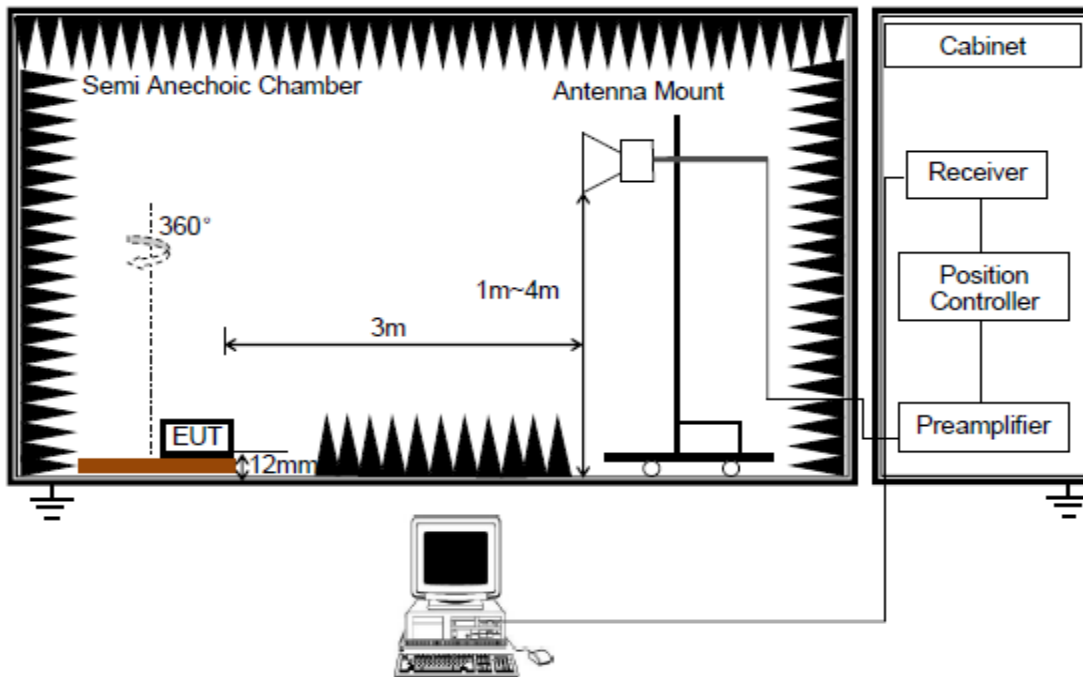 Semi Anechoic Chamber
Antenna Mount
360°
1m~4m
3m
EUT
12mm
Cabinet
Receiver
Position
Controller
Preamplifier